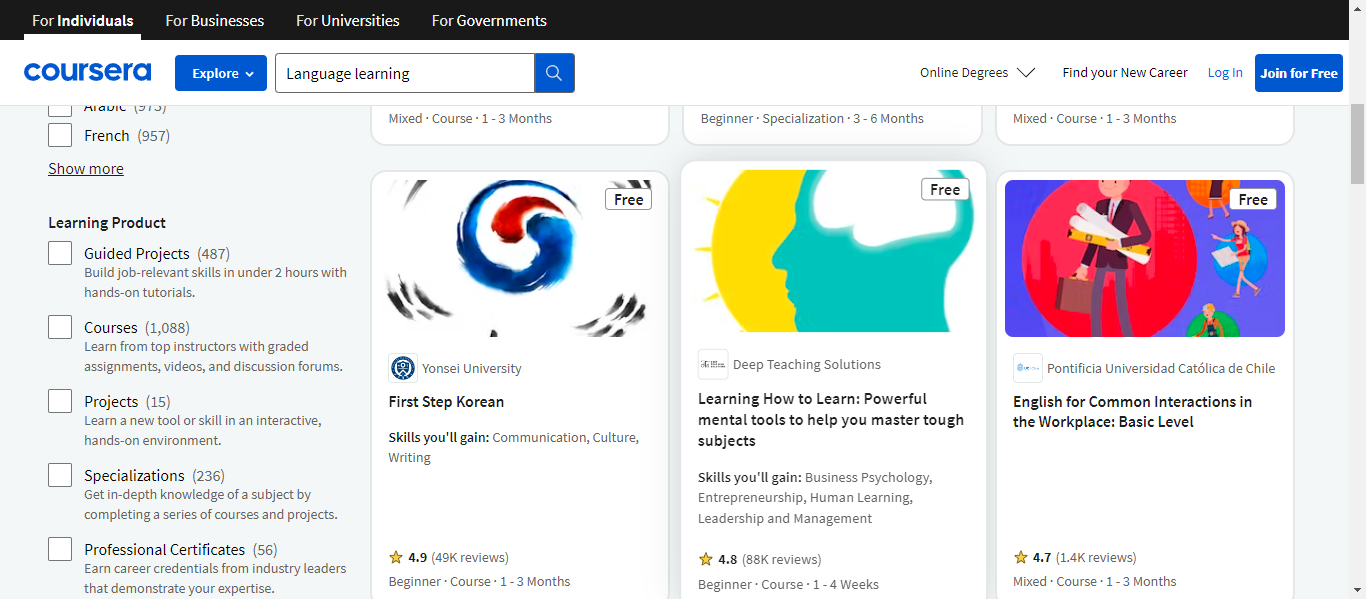 For Individuals
For Businesses
For Universities
For Governments
coursera
Explore
Language learning
Online Degrees
Find your New Career
Log In
Join for Free
Arabic (973)
French (957)
Show more
Learning Product
Guided Projects (487)
Build job-relevant skills in under 2 hours with
hands-on tutorials.
Courses (1,088)
Learn from top instructors with graded
assignments, videos, and discussion forums.
Projects (15)
Learn a new tool or skill in an interactive,
hands-on environment.
Specializations (236)
Get in-depth knowledge of a subject by
completing a series of courses and projects.
Professional Certificates (56)
Earn career credentials from industry leaders
that demonstrate your expertise.
Mixed · Course · 1 - 3 Months
Beginner · Specialization · 3 - 6 Months
Mixed · Course · 1 - 3 Months
Free
Yonsei University
First Step Korean
Skills you'll gain: Communication, Culture,
Writing
4.9 (49K reviews)
Beginner · Course · 1 - 3 Months
Free
Deep Teaching Solutions
Learning How to Learn: Powerful
mental tools to help you master tough
subjects
Skills you'll gain: Business Psychology,
Entrepreneurship, Human Learning,
Leadership and Management
4.8 (88K reviews)
Beginner · Course · 1 - 4 Weeks
Free
Pontificia Universidad Católica de Chile
English for Common Interactions in
the Workplace: Basic Level
4.7 (1.4K reviews)
Mixed · Course · 1 - 3 Months